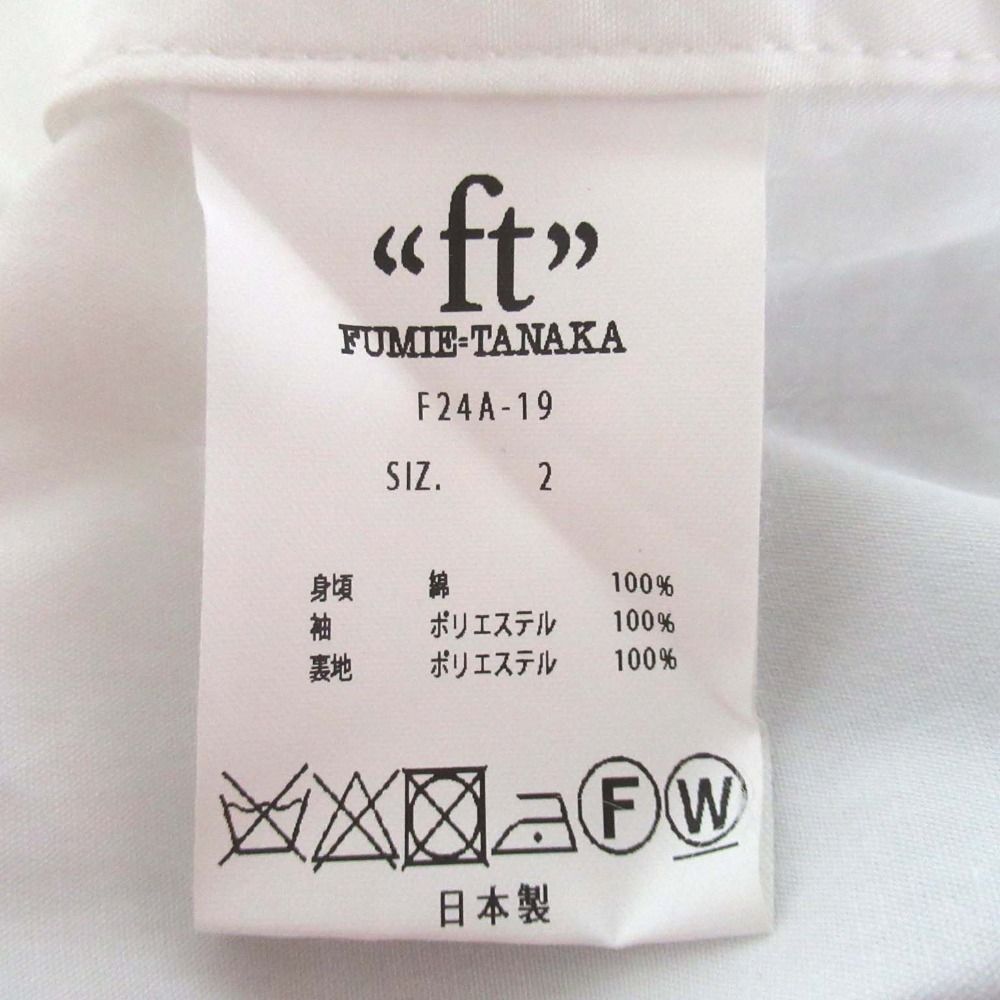 “ft”
FUMIE=TANAKA
F24A-19
SIZ. 2
身頃 綿 100%
袖 ポリエステル 100%
裏地 ポリエステル 100%
F W
日本製